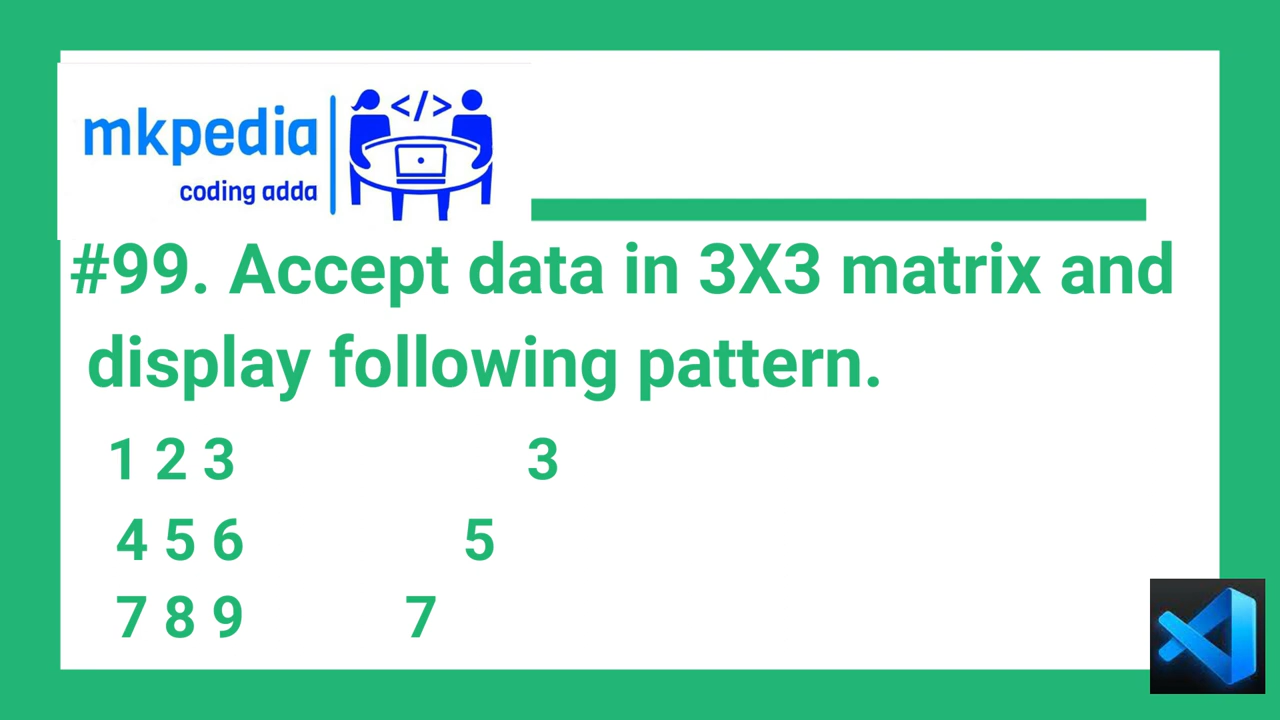 mkpedia
coding adda
</>
#99. Accept data in 3X3 matrix and
display following pattern.
1 2 3 3
4 5 6 5
7 8 9 7